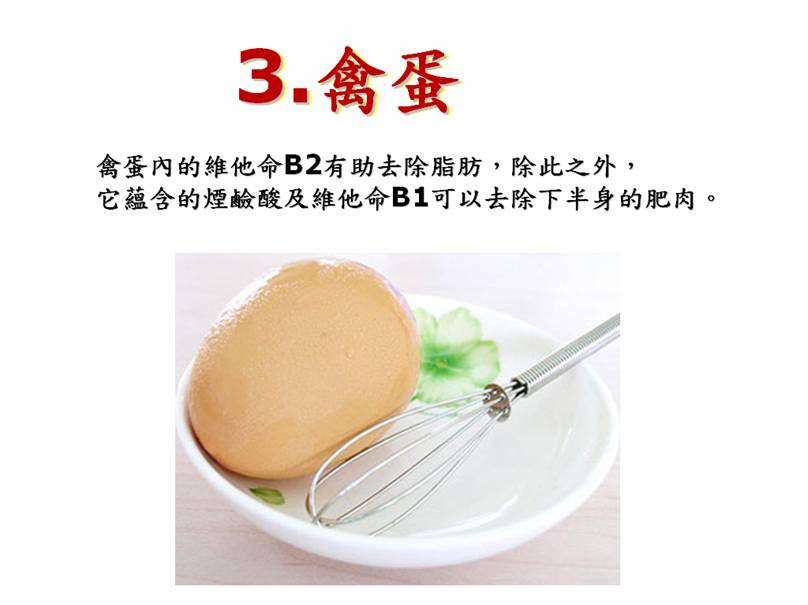 3.禽蛋
禽蛋內的維他命B2有助去除脂肪，除此之外，
它蘊含的煙鹼酸及維他命B1可以去除下半身的肥肉。